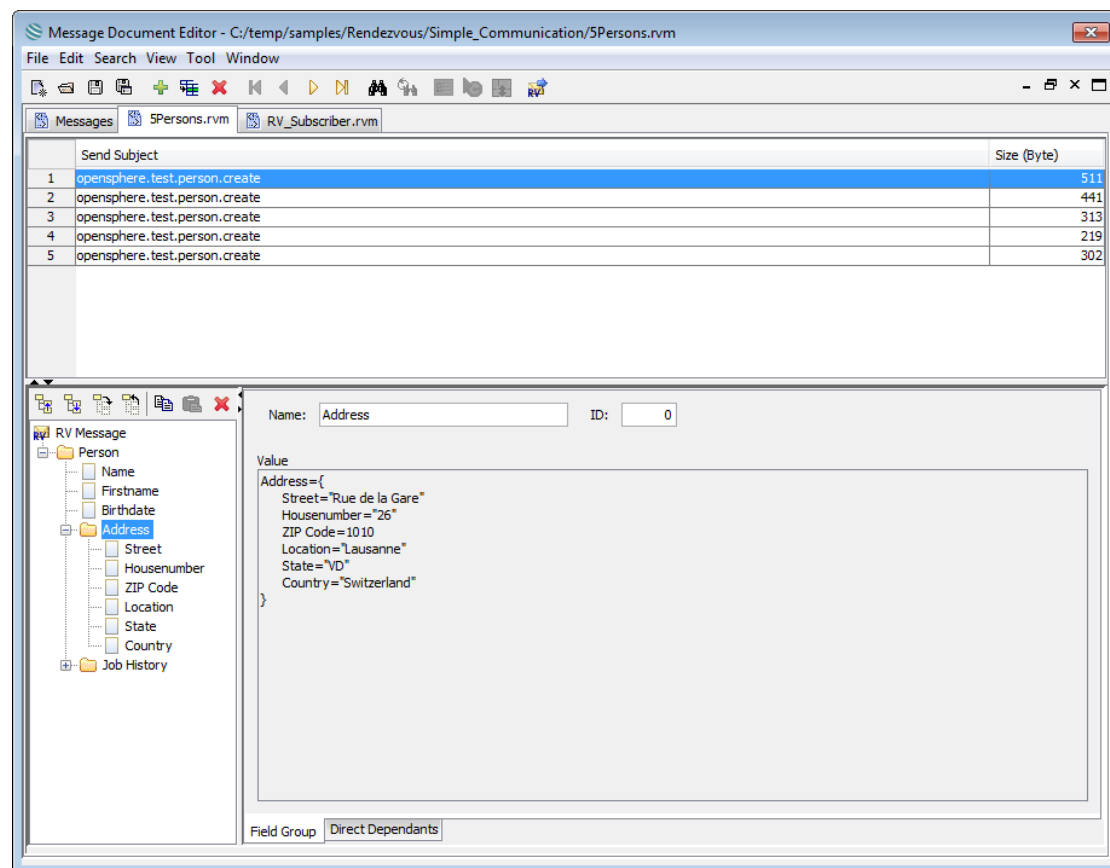 Message Document Editor - C:/temp/samples/Rendezvous/Simple_Communication/5Persons.rvm
File Edit Search View Tool Window
RV
Messages 5Persons.rvm RV_Subscriber.rvm
Send Subject Size (Byte)
1 opensphere.test.person.create 511
2 opensphere.test.person.create 441
3 opensphere.test.person.create 313
4 opensphere.test.person.create 219
5 opensphere.test.person.create 302
Name: Address ID: 0
RV RV Message
Person
Name
Firstname
Birthdate
Address
Street
Housenumber
ZIP Code
Location
State
Country
Job History
Value
Address={
Street="Rue de la Gare"
Housenumber="26"
ZIP Code=1010
Location="Lausanne"
State="VD"
Country="Switzerland"
}
Field Group Direct Dependants